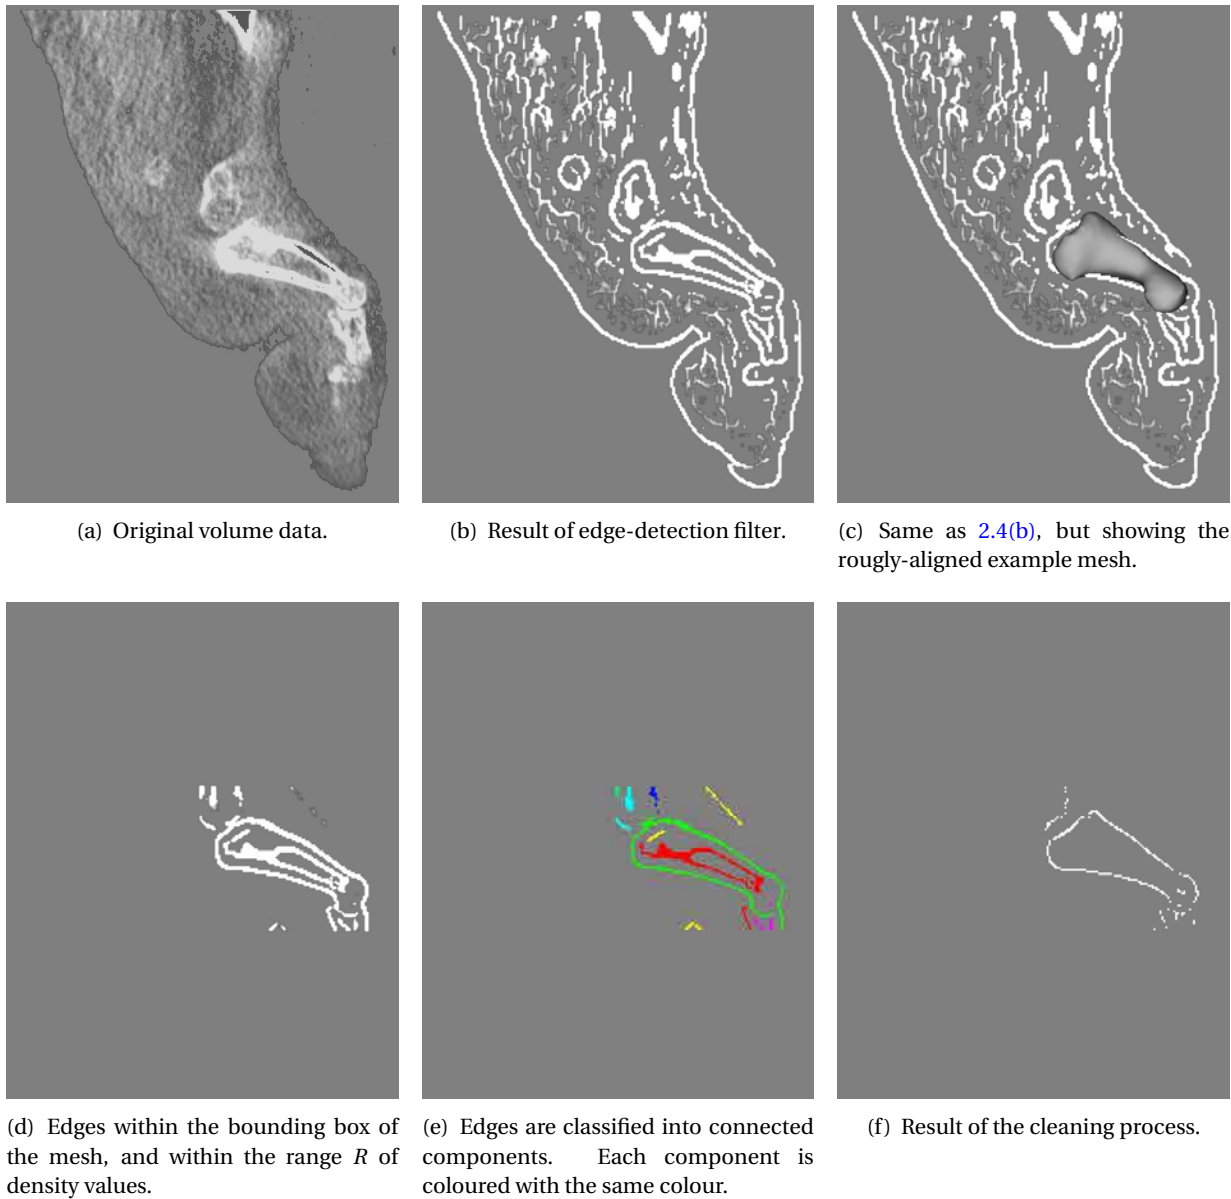 (a) Original volume data.
(b) Result of edge-detection filter.
(c) Same as 2.4(b), but showing the
rougly-aligned example mesh.
(d) Edges within the bounding box of
the mesh, and within the range R of
density values.
(e) Edges are classified into connected
components. Each component is
coloured with the same colour.
(f) Result of the cleaning process.